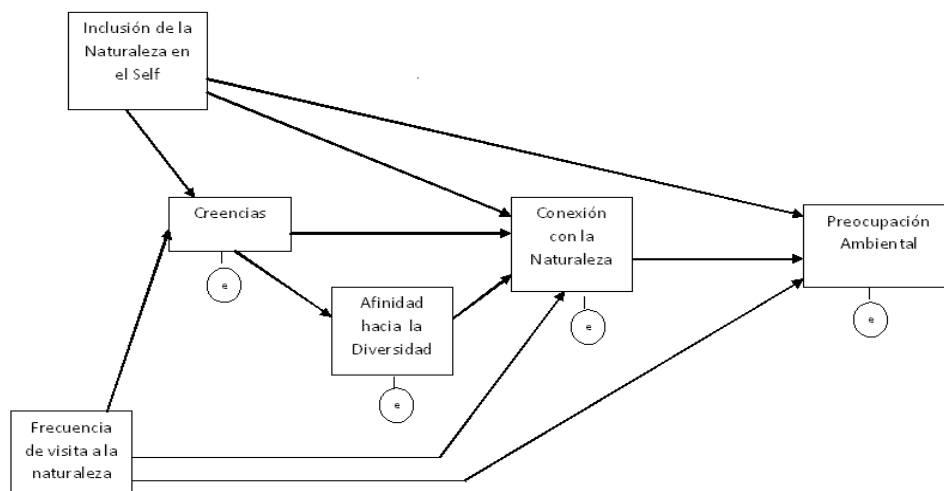 Inclusión de la
Naturaleza en
el Self
Creencias
e
Conexión
con la
Naturaleza
e
Preocupación
Ambiental
e
Afinidad
hacia la
Diversidad
e
Frecuencia
de visita a la
naturaleza